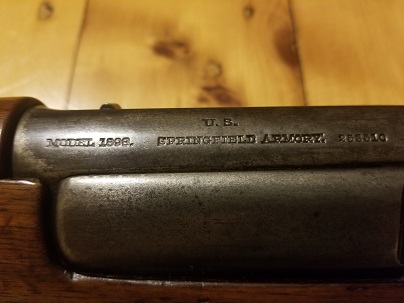 U. S.
MODEL 1898. SPRINGFIELD ARMORY.